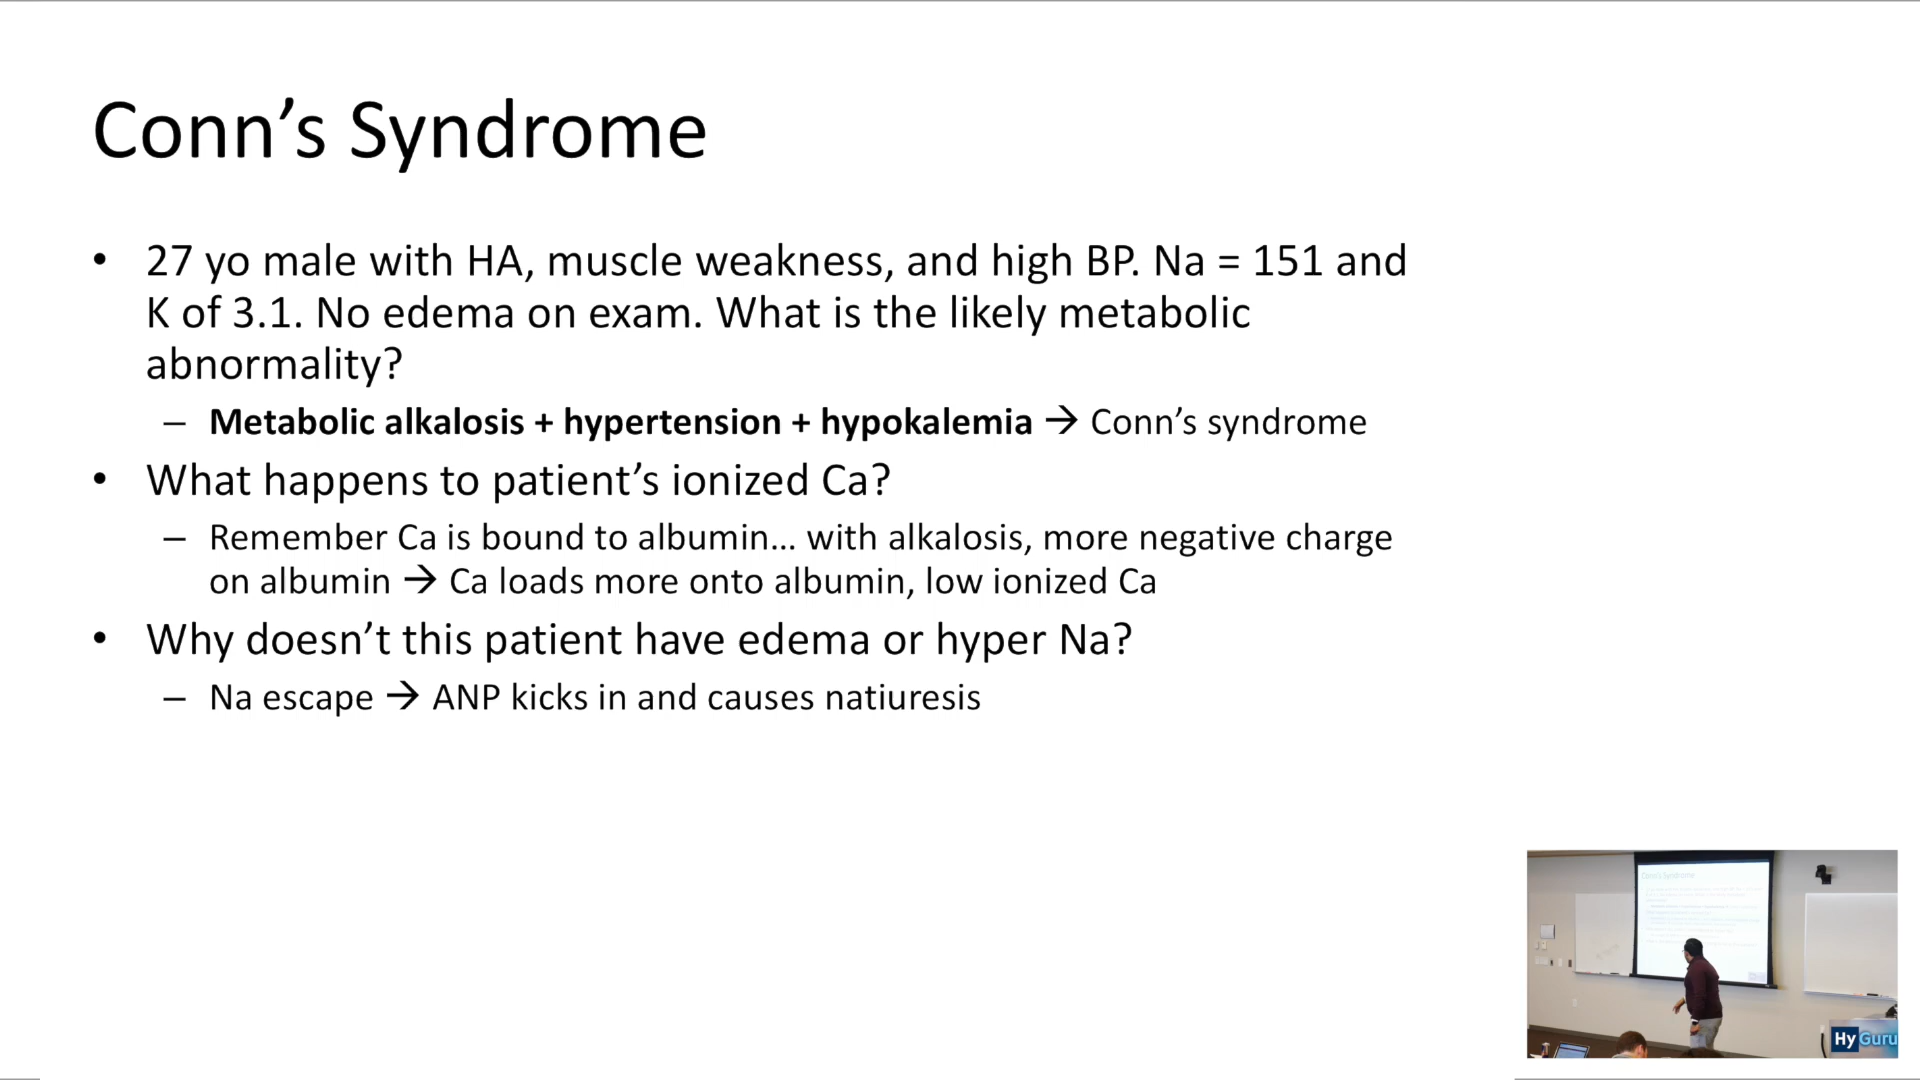 Conn’s Syndrome
• 27 yo male with HA, muscle weakness, and high BP. Na = 151 and
K of 3.1. No edema on exam. What is the likely metabolic
abnormality?
– Metabolic alkalosis + hypertension + hypokalemia → Conn’s syndrome
• What happens to patient’s ionized Ca?
– Remember Ca is bound to albumin… with alkalosis, more negative charge
on albumin → Ca loads more onto albumin, low ionized Ca
• Why doesn’t this patient have edema or hyper Na?
– Na escape → ANP kicks in and causes natiuresis
Conn's Syndrome
HyGuru